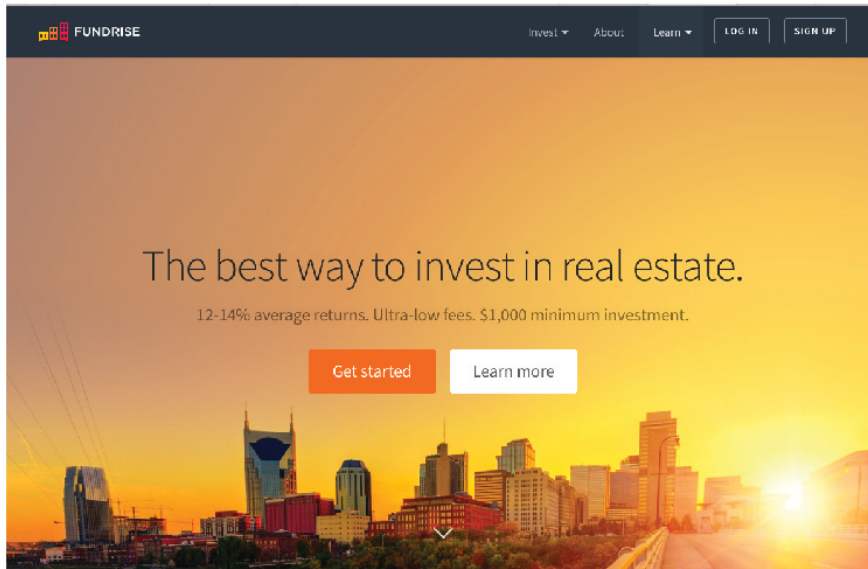 FUNDRISE
Invest
About
Learn
LOG IN
SIGN UP
The best way to invest in real estate.
12-14% average returns. Ultra-low fees. $1,000 minimum investment.
Get started
Learn more